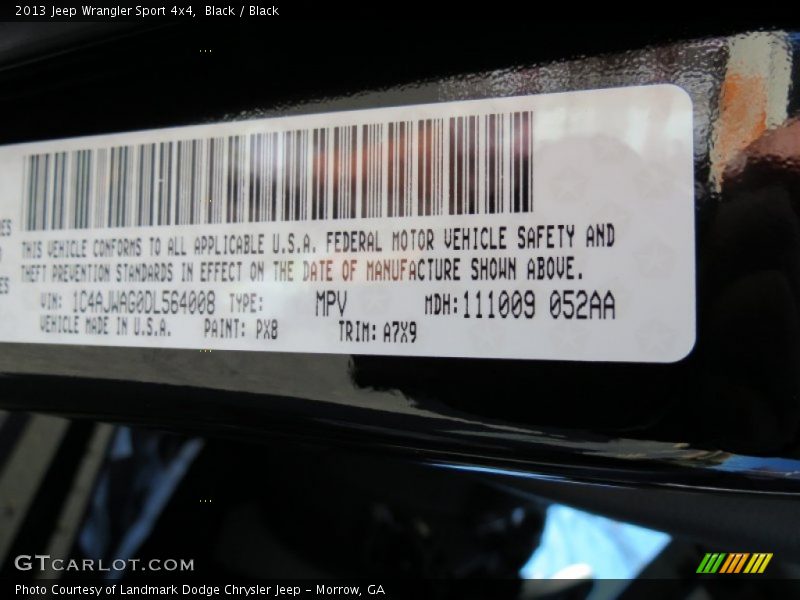 2013 Jeep Wrangler Sport 4x4, Black / Black
THIS VEHICLE CONFORMS TO ALL APPLICABLE U.S.A. FEDERAL MOTOR VEHICLE SAFETY AND
THEFT PREVENTION STANDARDS IN EFFECT ON THE DATE OF MANUFACTURE SHOWN ABOVE.
VIN: 1C4AJWAG0DL564008 TYPE: MPV MDH: 111009 052AA
VEHICLE MADE IN U.S.A. PAINT: PX8 TRIM: A7X9
GTCARLOT.COM
Photo Courtesy of Landmark Dodge Chrysler Jeep - Morrow, GA